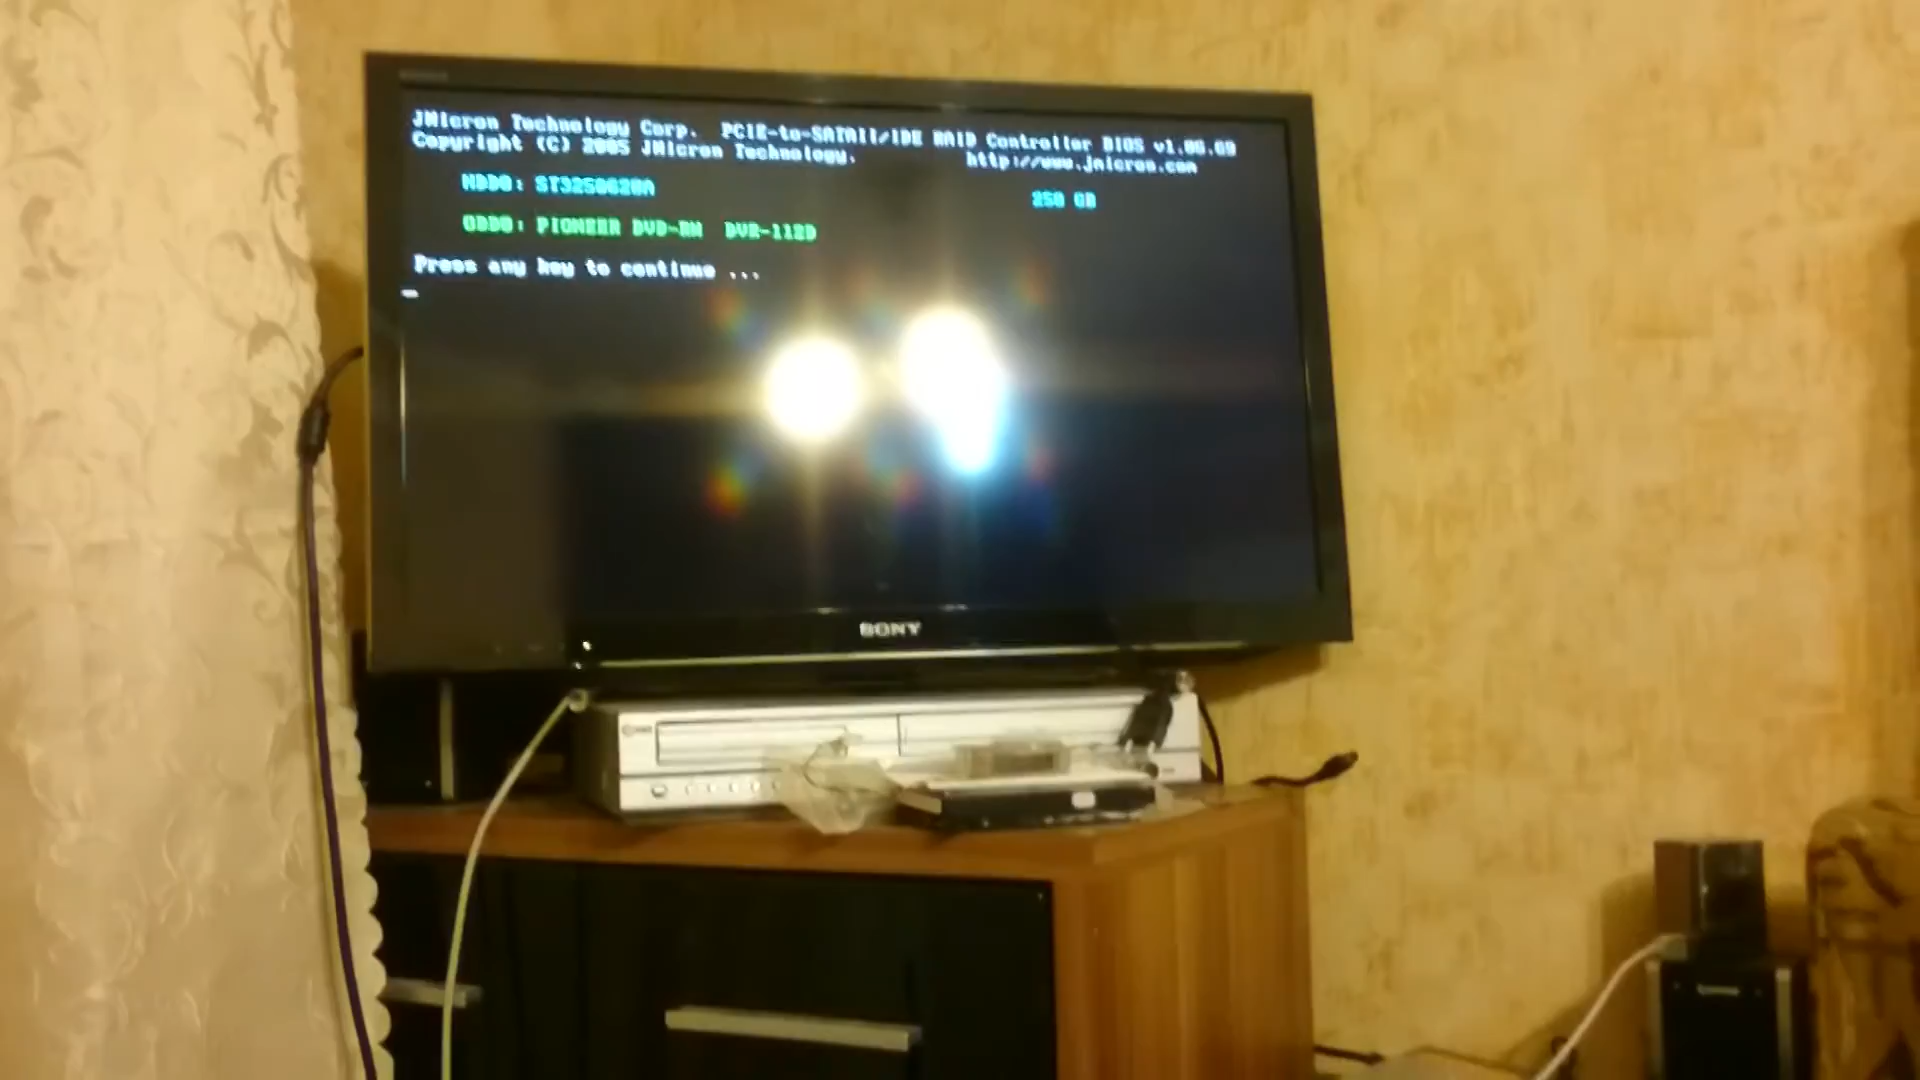 JMicron Technology Corp. PCIE-to-SATAII/IDE RAID Controller BIOS v1.06.69
Copyright (C) 2005 JMicron Technology. http://www.jmicron.com
HDD0: ST3250620A 250 GB
ODD0: PIONEER DVD-RW DVR-112D
Press any key to continue ...
SONY